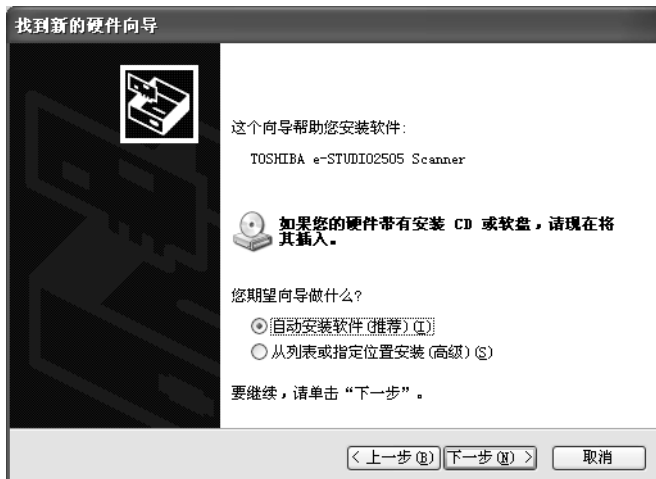 找到新的硬件向导
这个向导帮助您安装软件:
TOSHIBA e-STUDIO2505 Scanner
如果您的硬件带有安装 CD 或软盘，请现在将
其插入。
您期望向导做什么?
自动安装软件(推荐)(I)
从列表或指定位置安装(高级)(S)
要继续，请单击“下一步”。
< 上一步(B) 下一步(N) > 取消